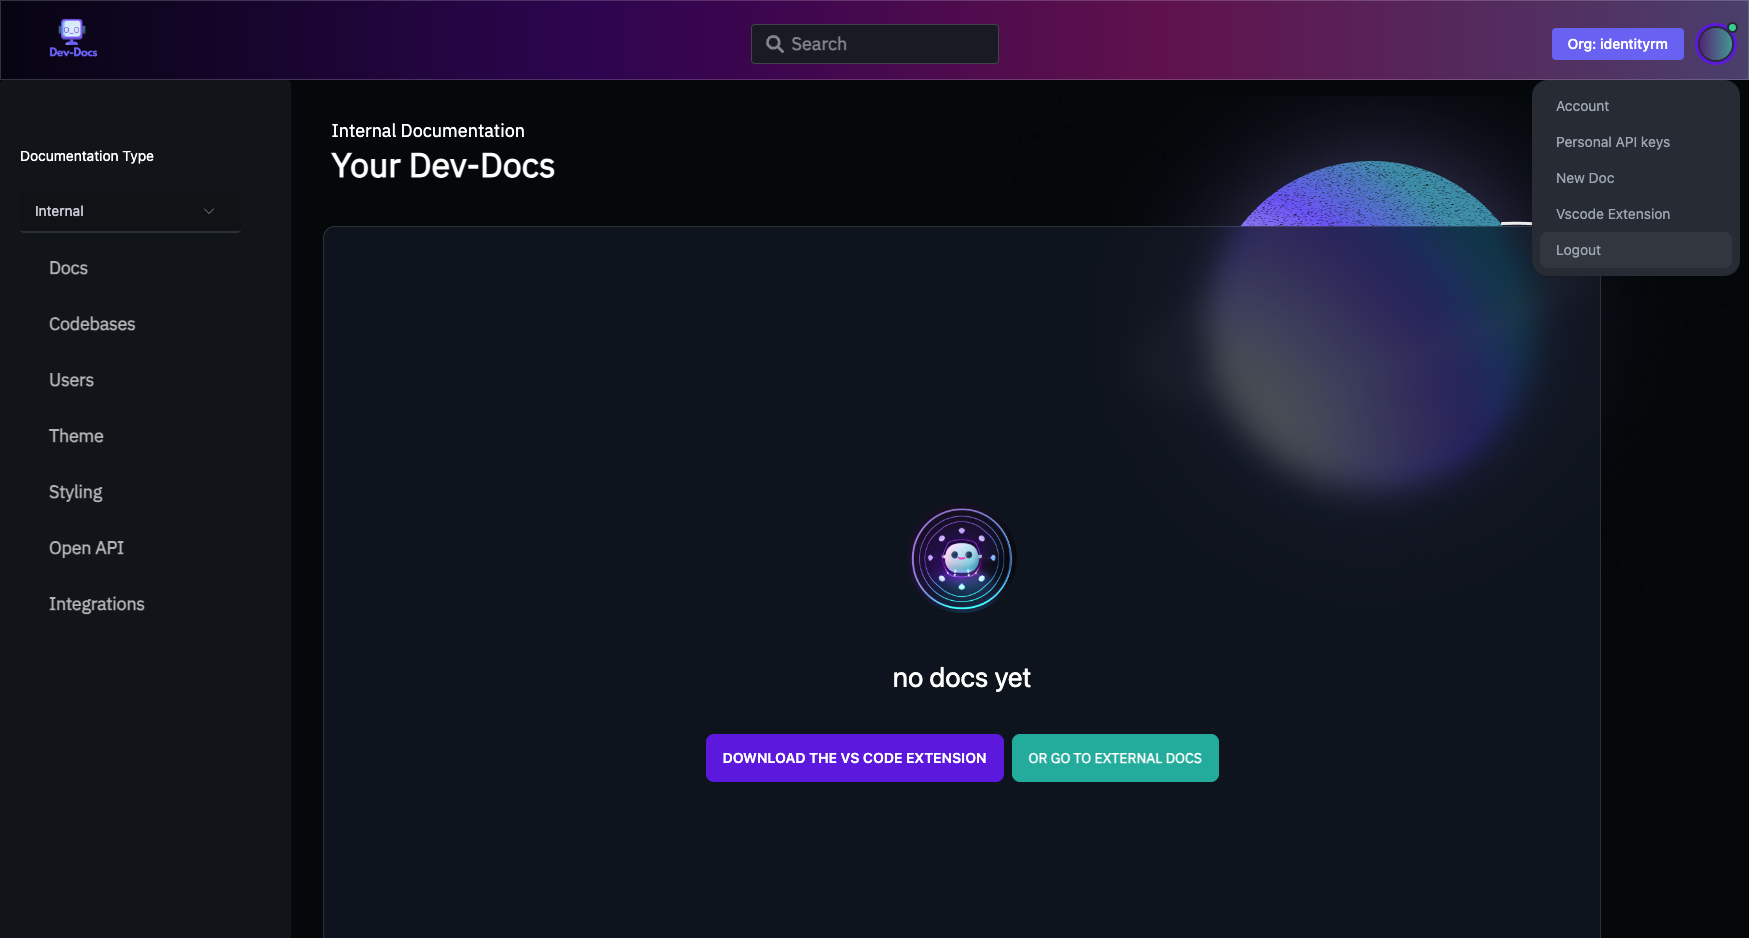 Dev-Docs
Search
Org: identityrm
Account
Personal API keys
New Doc
Vscode Extension
Logout
Documentation Type
Internal
Docs
Codebases
Users
Theme
Styling
Open API
Integrations
Internal Documentation
Your Dev-Docs
no docs yet
DOWNLOAD THE VS CODE EXTENSION
OR GO TO EXTERNAL DOCS